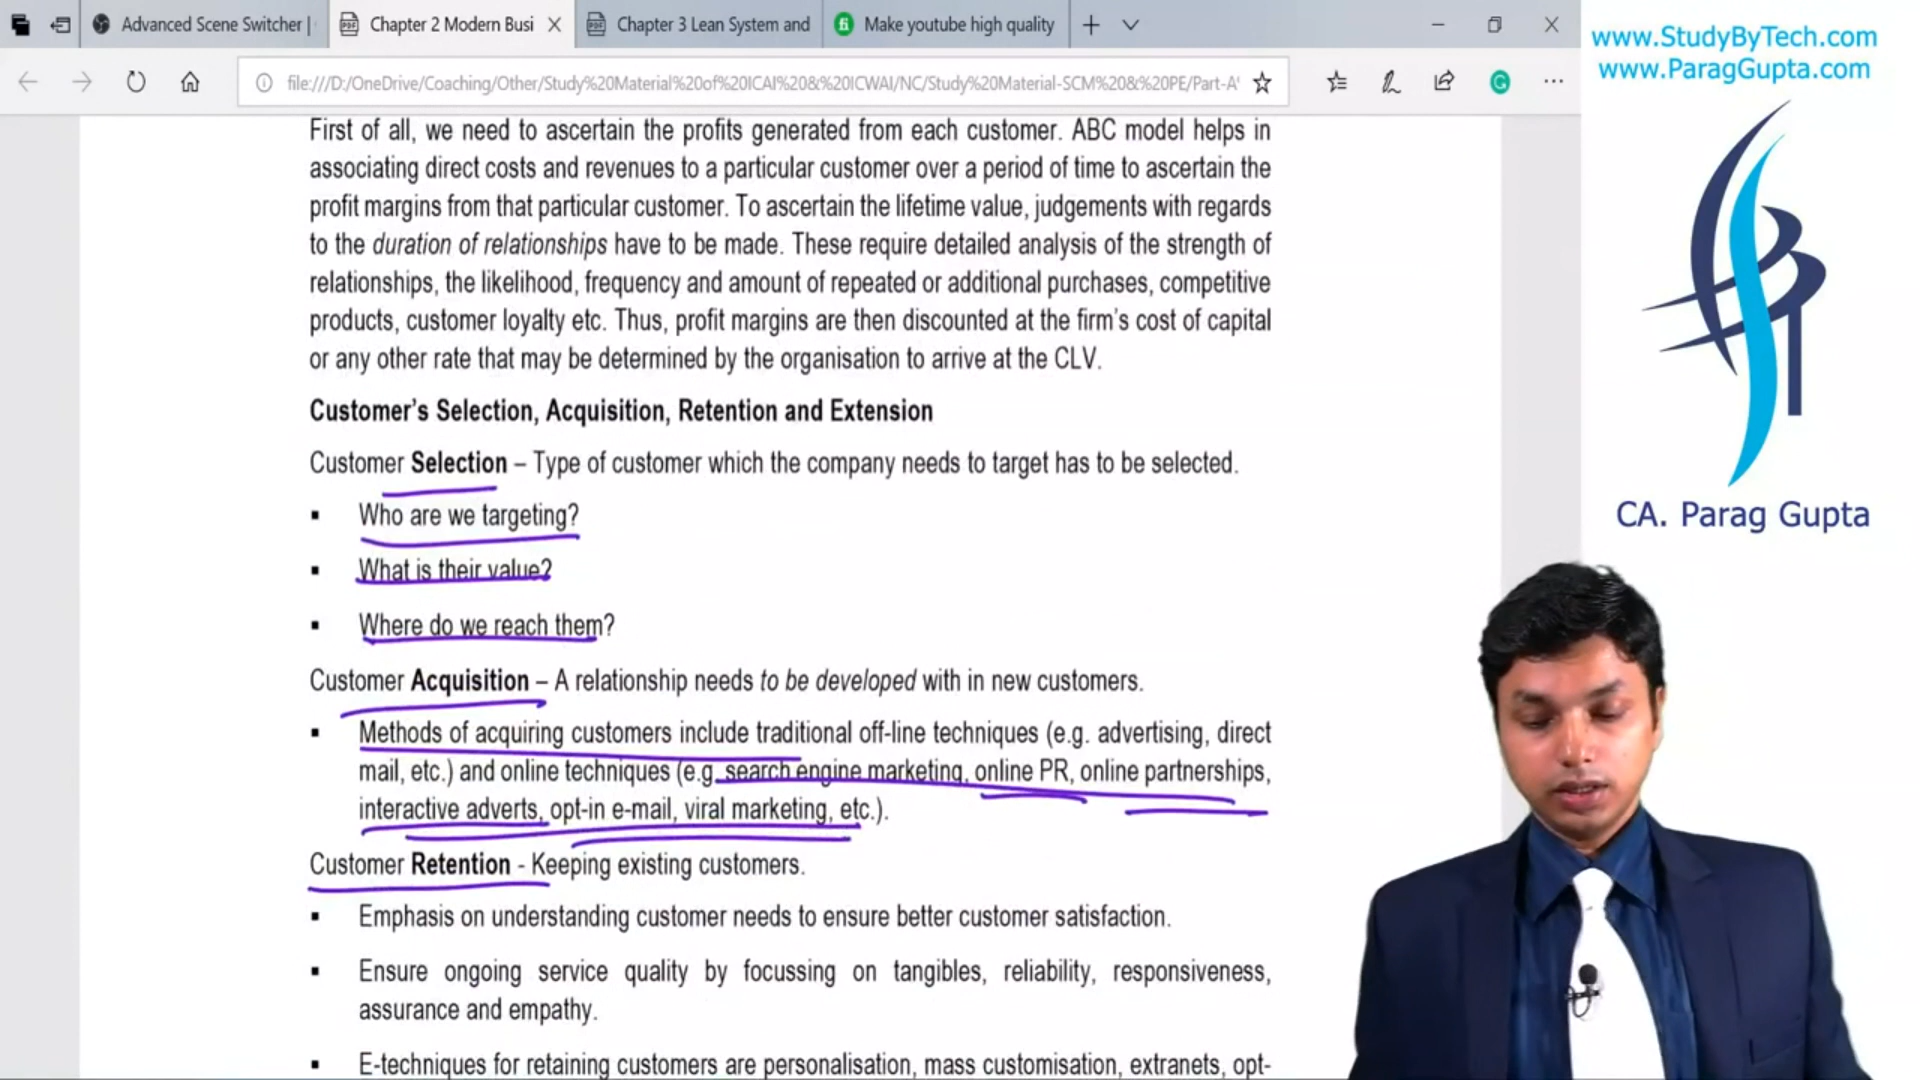 Advanced Scene Switcher |
Chapter 2 Modern Busi
Chapter 3 Lean System and
Make youtube high quality
file:///D:/OneDrive/Coaching/Other/Study%20Material%20of%20ICAI%20&%20ICWAI/NC/Study%20Material-SCM%20&%20PE/Part-A
www.StudyByTech.com
www.ParagGupta.com
First of all, we need to ascertain the profits generated from each customer. ABC model helps in
associating direct costs and revenues to a particular customer over a period of time to ascertain the
profit margins from that particular customer. To ascertain the lifetime value, judgements with regards
to the duration of relationships have to be made. These require detailed analysis of the strength of
relationships, the likelihood, frequency and amount of repeated or additional purchases, competitive
products, customer loyalty etc. Thus, profit margins are then discounted at the firm's cost of capital
or any other rate that may be determined by the organisation to arrive at the CLV.
Customer's Selection, Acquisition, Retention and Extension
Customer Selection – Type of customer which the company needs to target has to be selected.
▪ Who are we targeting?
▪ What is their value?
▪ Where do we reach them?
Customer Acquisition – A relationship needs to be developed with in new customers.
▪ Methods of acquiring customers include traditional off-line techniques (e.g. advertising, direct
mail, etc.) and online techniques (e.g. search engine marketing, online PR, online partnerships,
interactive adverts, opt-in e-mail, viral marketing, etc.).
Customer Retention - Keeping existing customers.
▪ Emphasis on understanding customer needs to ensure better customer satisfaction.
▪ Ensure ongoing service quality by focussing on tangibles, reliability, responsiveness,
assurance and empathy.
▪ E-techniques for retaining customers are personalisation, mass customisation, extranets, opt-
CA. Parag Gupta